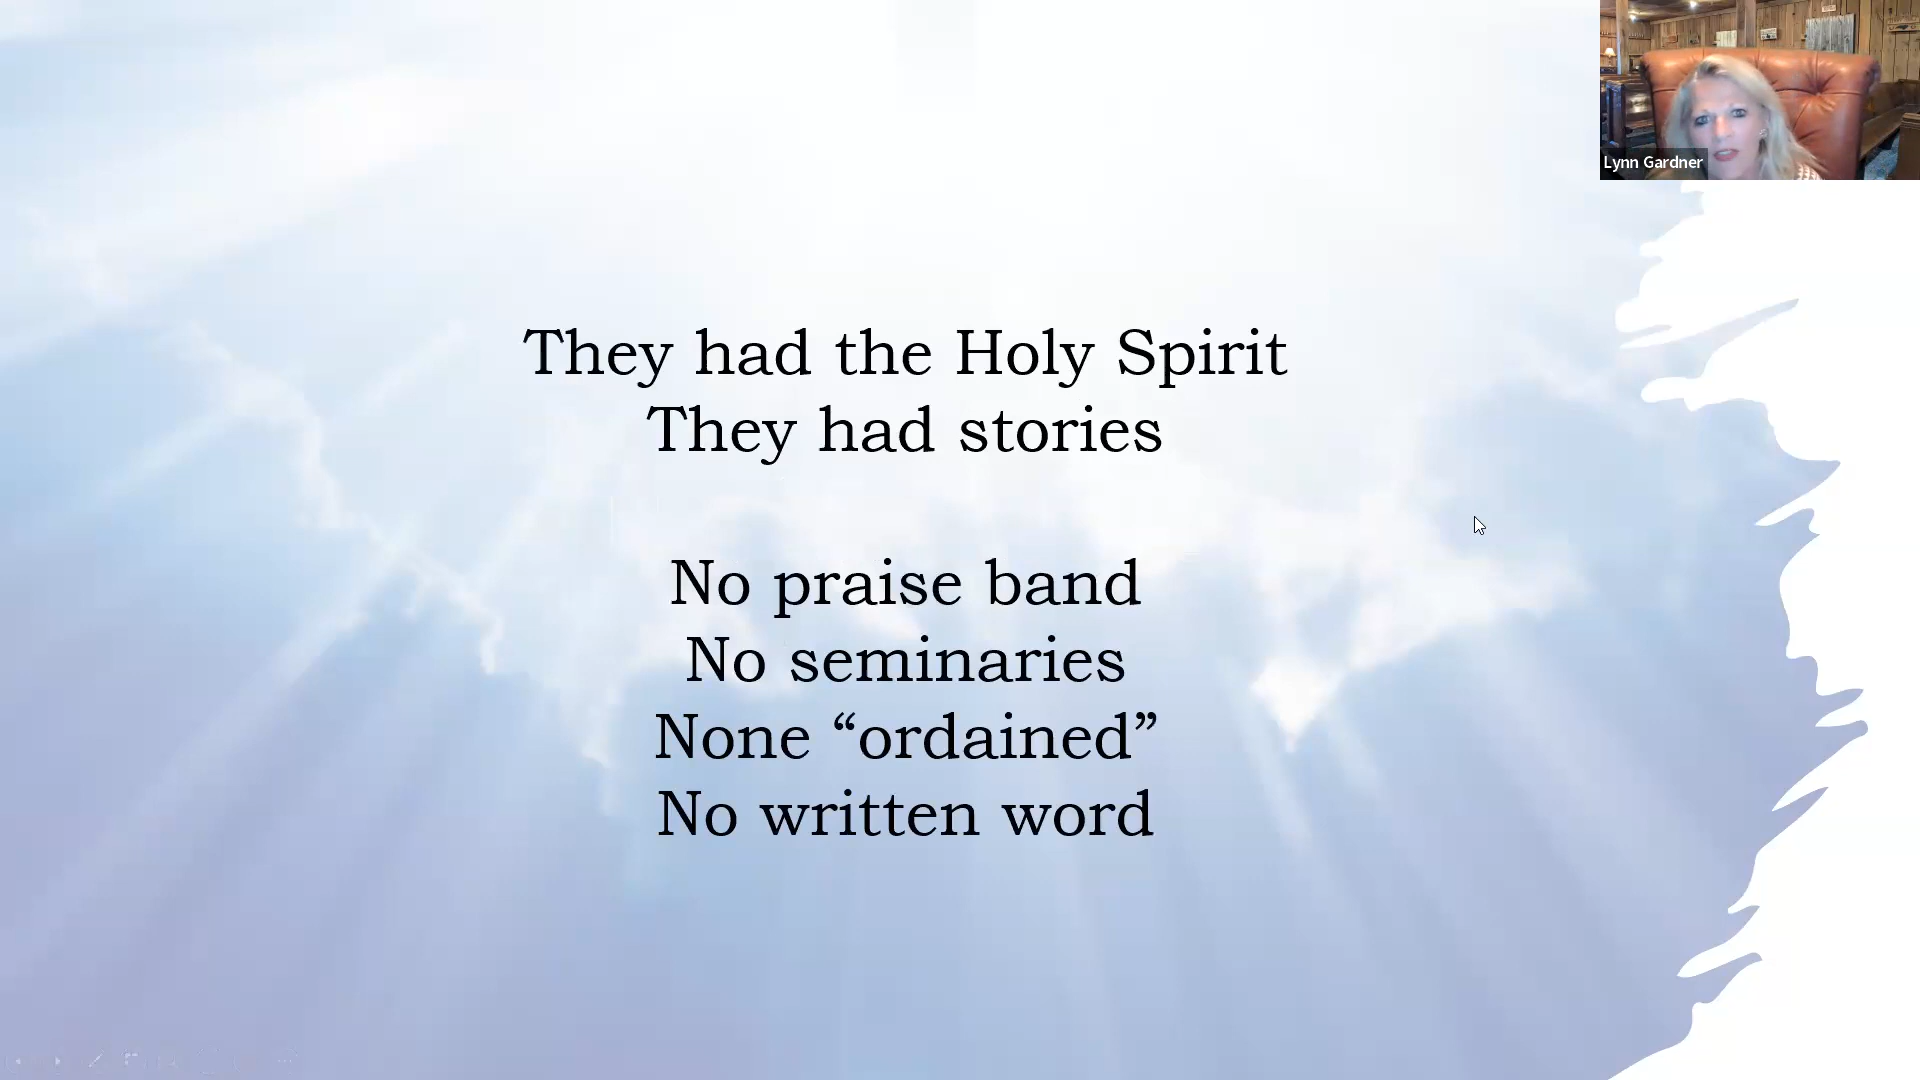 Lynn Gardner
They had the Holy Spirit
They had stories
No praise band
No seminaries
None “ordained”
No written word